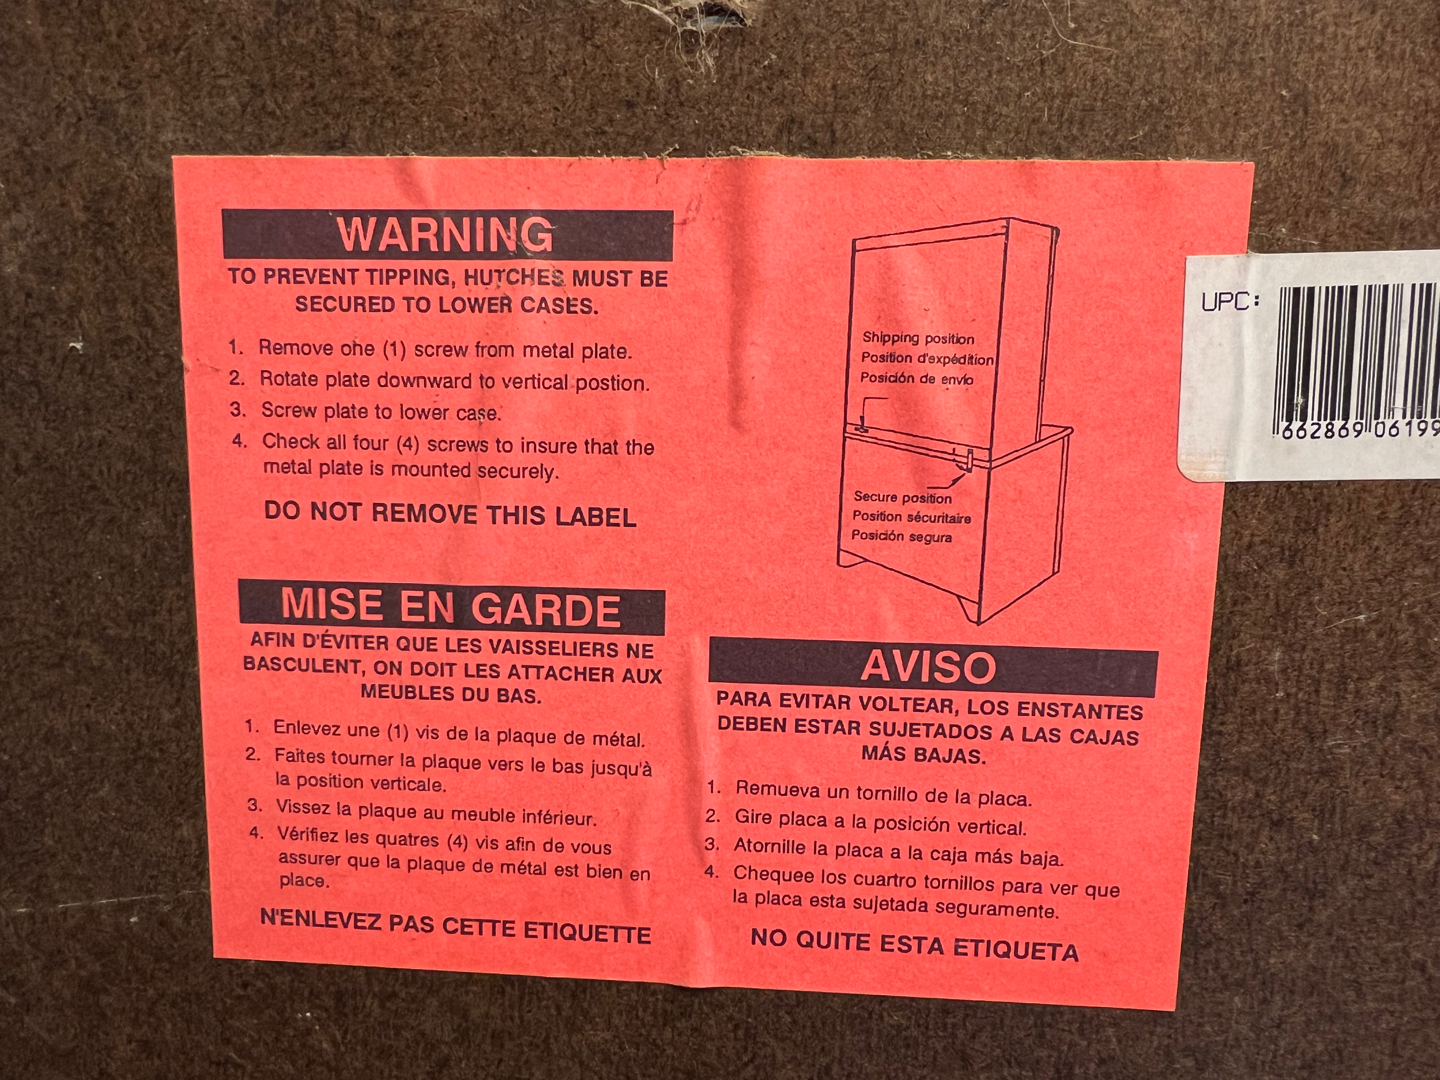 WARNING
TO PREVENT TIPPING, HUTCHES MUST BE
SECURED TO LOWER CASES.
1. Remove one (1) screw from metal plate.
2. Rotate plate downward to vertical postion.
3. Screw plate to lower case.
4. Check all four (4) screws to insure that the
metal plate is mounted securely.
DO NOT REMOVE THIS LABEL
MISE EN GARDE
AFIN D'ÉVITER QUE LES VAISSELIERS NE
BASCULENT, ON DOIT LES ATTACHER AUX
MEUBLES DU BAS.
1. Enlevez une (1) vis de la plaque de métal.
2. Faites tourner la plaque vers le bas jusqu'à
la position verticale.
3. Vissez la plaque au meuble inférieur.
4. Vérifiez les quatres (4) vis afin de vous
assurer que la plaque de métal est bien en
place.
N'ENLEVEZ PAS CETTE ETIQUETTE
Shipping position
Position d'expédition
Posición de envío
Secure position
Position sécuritaire
Posición segura
AVISO
PARA EVITAR VOLTEAR, LOS ENSTANTES
DEBEN ESTAR SUJETADOS A LAS CAJAS
MÁS BAJAS.
1. Remueva un tornillo de la placa.
2. Gire placa a la posición vertical.
3. Atornille la placa a la caja más baja.
4. Chequee los cuartro tornillos para ver que
la placa esta sujetada seguramente.
NO QUITE ESTA ETIQUETA
UPC:
662869 06199